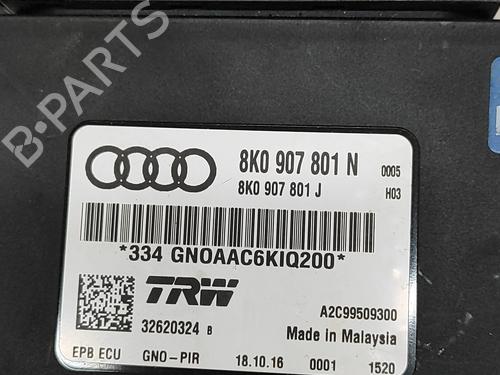 B-PARTS
8K0 907 801 N 0005
8K0 907 801 J H03
*334 GNOAAC6KIQ200*
TRW A2C99509300
32620324 B Made in Malaysia
EPB ECU GNO-PIR 18.10.16 0001 1520